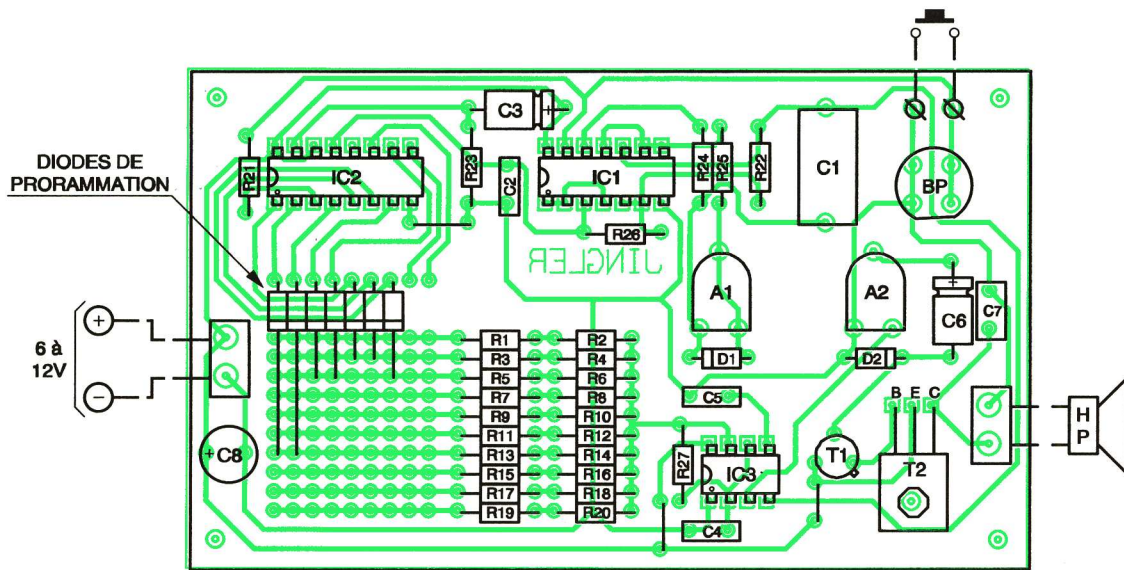 DIODES DE
PRORAMMATION
6 à
12V
+
−
R21
IC2
R23
C3
+
C2
IC1
R24
R25
R22
C1
BP
R26
JINGLER
A1
A2
C6
+
C7
D1
D2
R1 R2
R3 R4
R5 R6
R7 R8
R9 R10
R11 R12
R13 R14
R15 R16
R17 R18
R19 R20
C5
B E C
+
C8
R27
IC3
T1
T2
C4
H
P